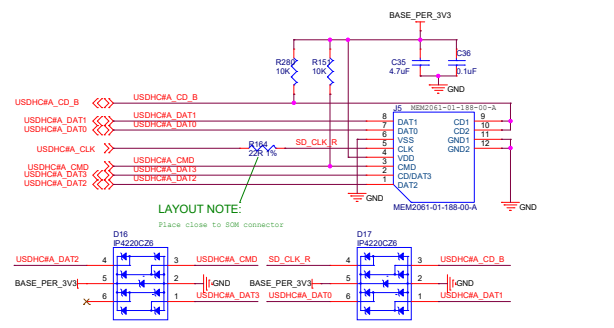 BASE_PER_3V3
R280
10K
R15
10K
C35
4.7uF
C36
0.1uF
GND
USDHC#A_CD_B
USDHC#A_CD_B
J5
MEM2061-01-188-00-A
USDHC#A_DAT1
USDHC#A_DAT1
8
DAT1
CD1
9
USDHC#A_DAT0
USDHC#A_DAT0
7
DAT0
CD2
10
6
VSS
GND1
11
USDHC#A_CLK
R164
22R 1%
SD_CLK_R
5
CLK
GND2
12
4
VDD
USDHC#A_CMD
USDHC#A_CMD
3
CMD
USDHC#A_DAT3
USDHC#A_DAT3
2
CD/DAT3
USDHC#A_DAT2
USDHC#A_DAT2
1
DAT2
GND
MEM2061-01-188-00-A
GND
LAYOUT NOTE:
Place close to SOM connector
D16
IP4220CZ6
USDHC#A_DAT2
4
3
USDHC#A_CMD
BASE_PER_3V3
5
2
GND
6
1
USDHC#A_DAT3
D17
IP4220CZ6
SD_CLK_R
4
3
USDHC#A_CD_B
BASE_PER_3V3
5
2
GND
USDHC#A_DAT0
6
1
USDHC#A_DAT1